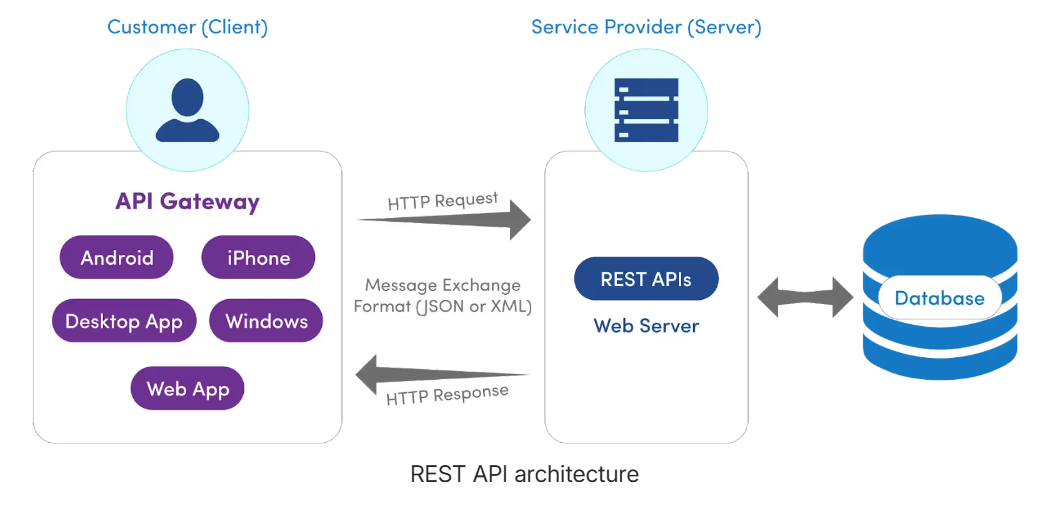 Customer (Client)
Service Provider (Server)
API Gateway
Android
iPhone
Desktop App
Windows
Web App
HTTP Request
Message Exchange
Format (JSON or XML)
HTTP Response
REST APIs
Web Server
Database
REST API architecture